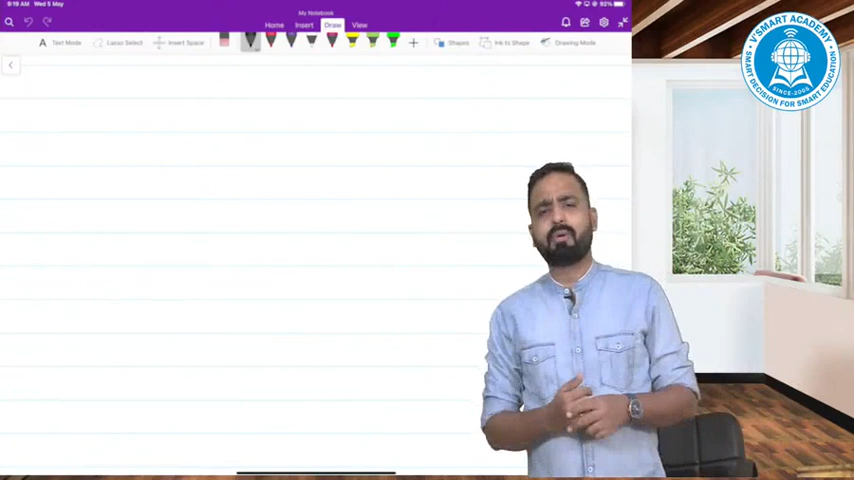 9:19 AM Wed 5 May
92%
My Notebook
Home Insert Draw View
Text Mode Lasso Select Insert Space Shapes Ink to Shape Drawing Mode
V'SMART ACADEMY
SINCE-2005
SMART DECISION FOR SMART EDUCATION